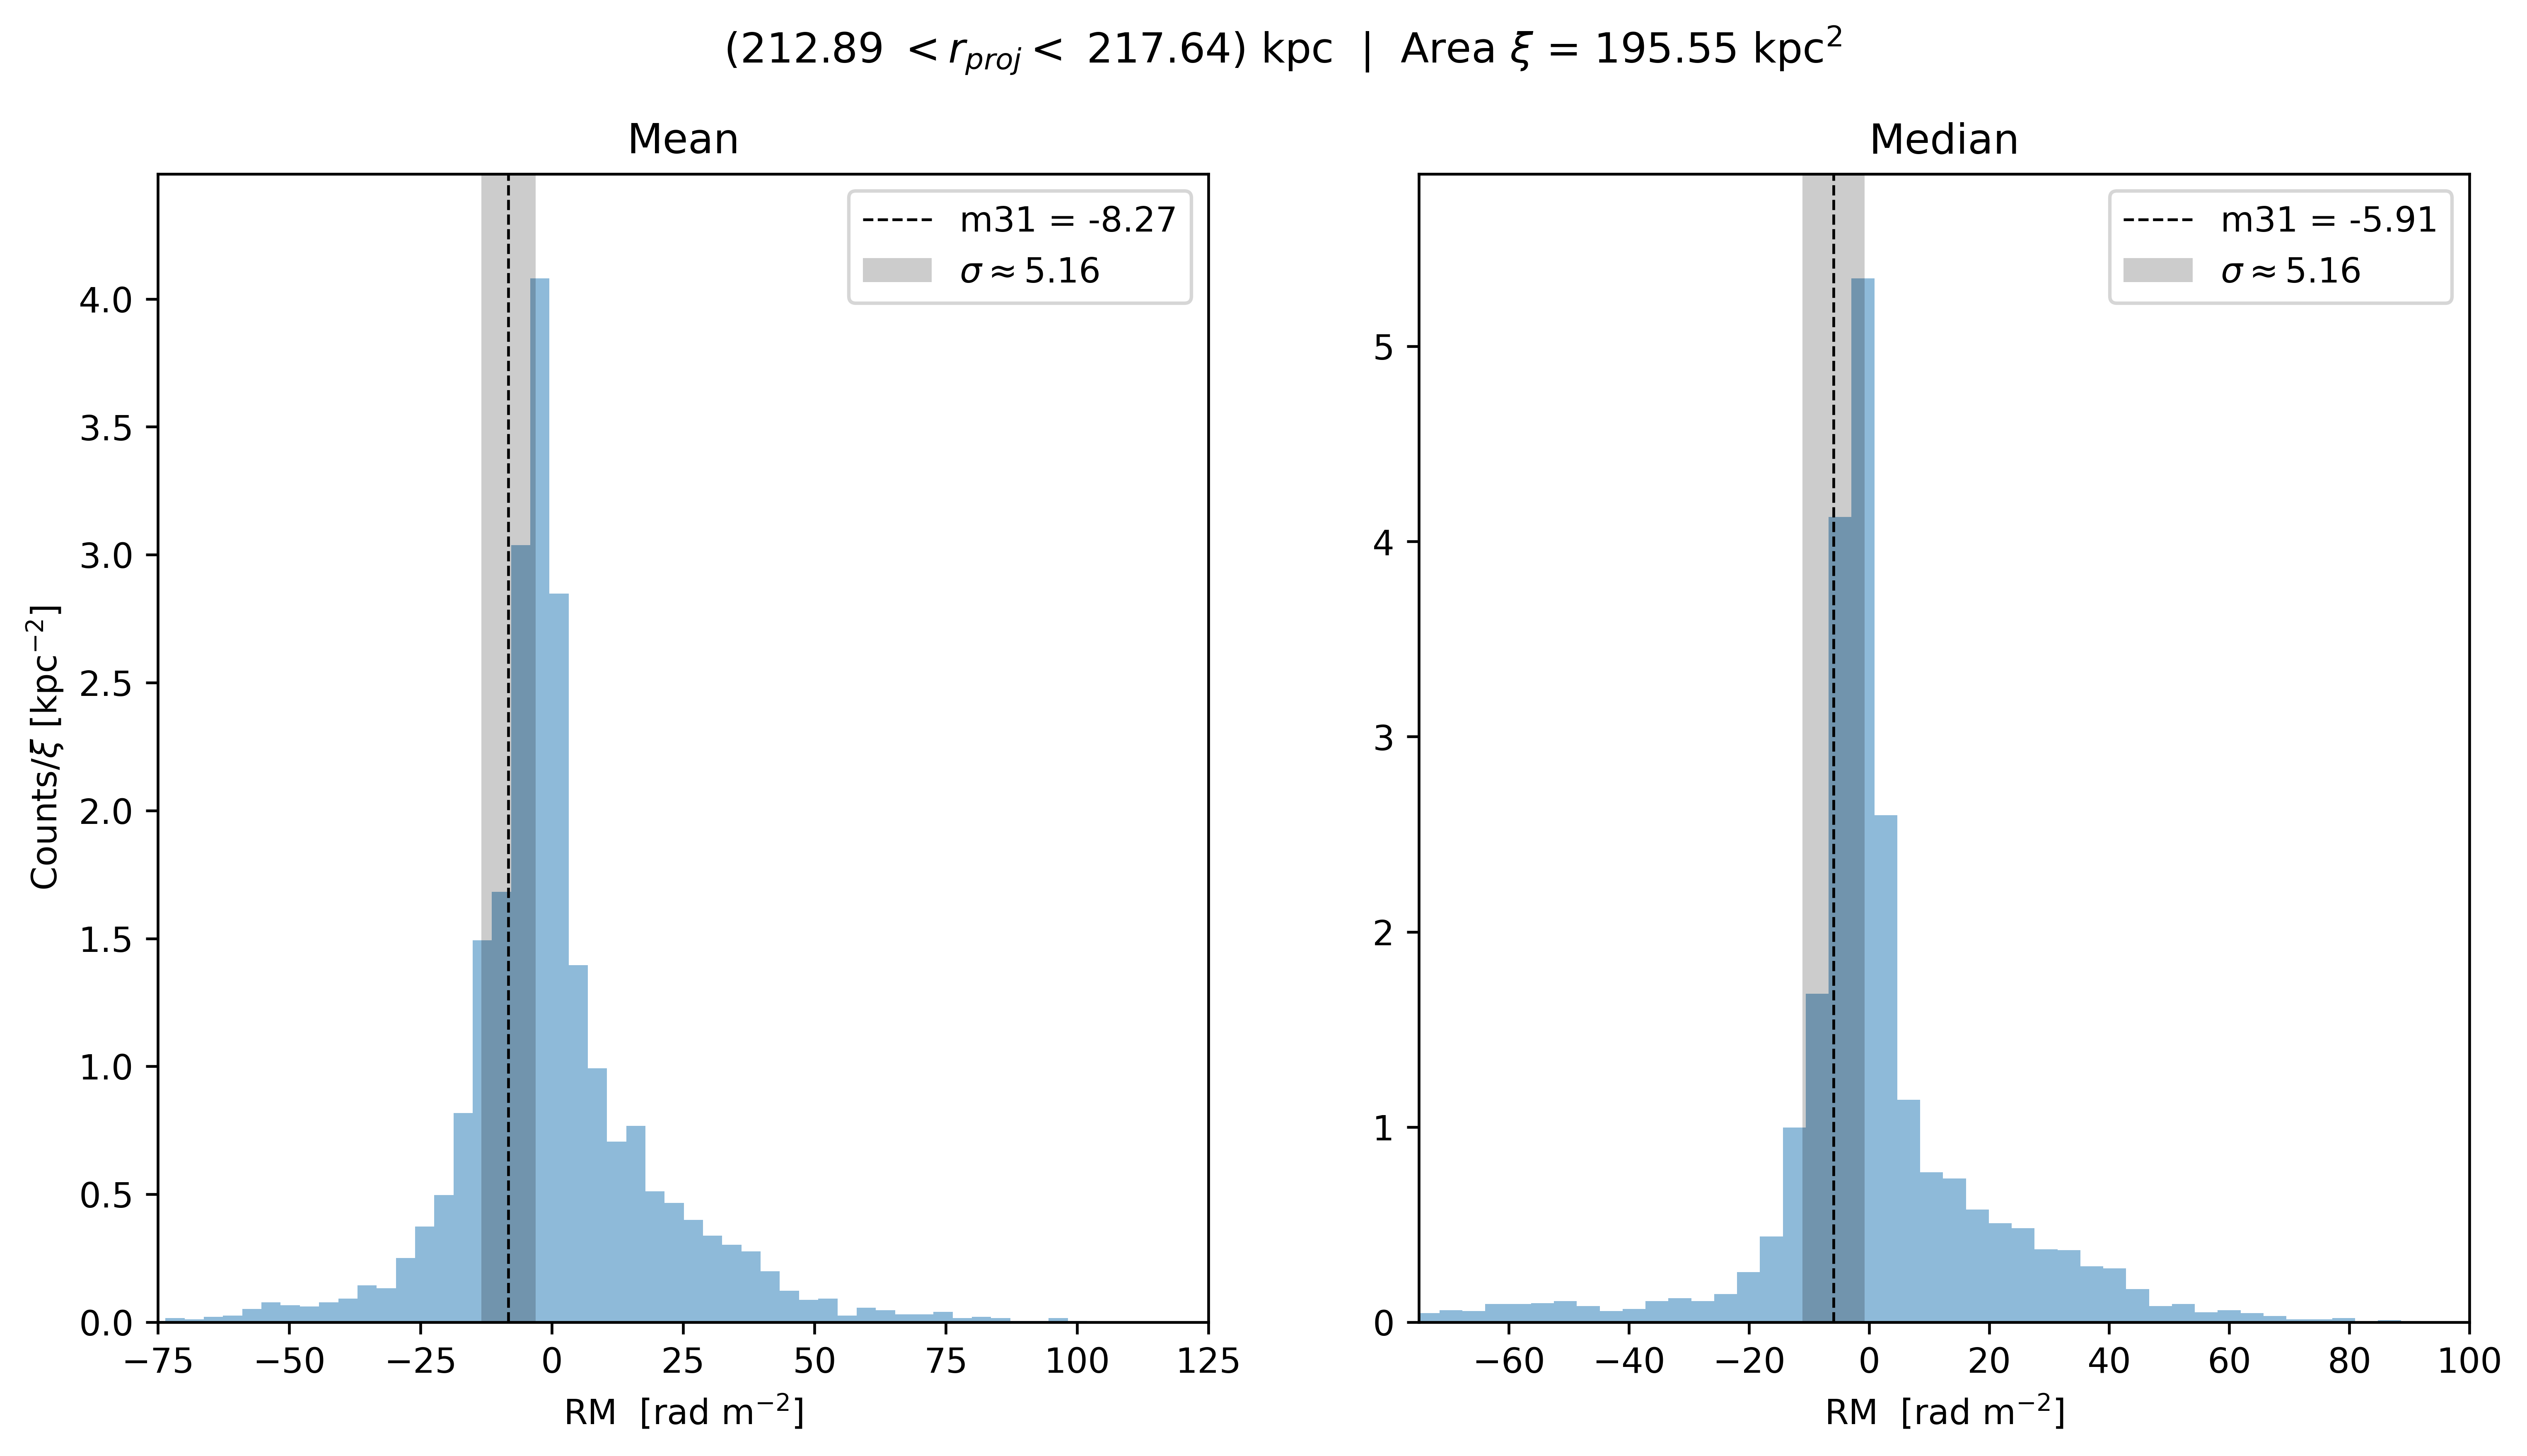 (212.89 < r_proj < 217.64) kpc | Area ξ = 195.55 kpc²
Mean
m31 = -8.27
σ ≈ 5.16
Counts/ξ [kpc⁻²]
4.0
3.5
3.0
2.5
2.0
1.5
1.0
0.5
0.0
−75 −50 −25 0 25 50 75 100 125
RM [rad m⁻²]
Median
m31 = -5.91
σ ≈ 5.16
5
4
3
2
1
0
−60 −40 −20 0 20 40 60 80 100
RM [rad m⁻²]